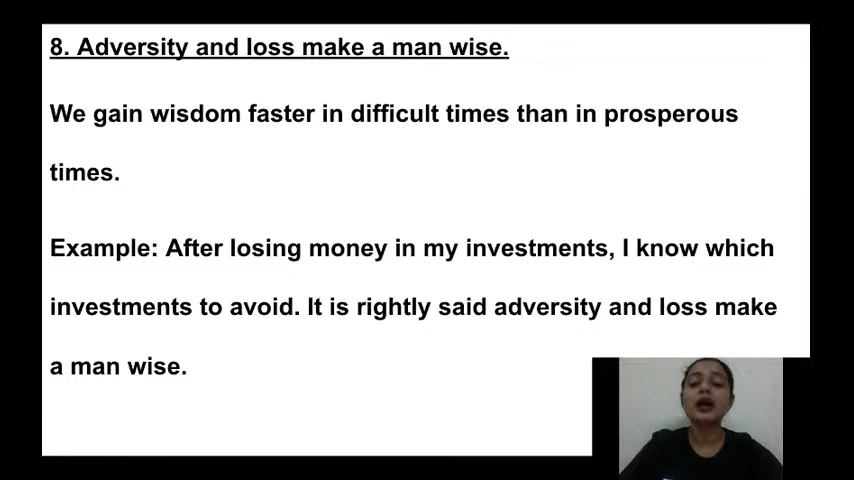 8. Adversity and loss make a man wise.
We gain wisdom faster in difficult times than in prosperous
times.
Example: After losing money in my investments, I know which
investments to avoid. It is rightly said adversity and loss make
a man wise.